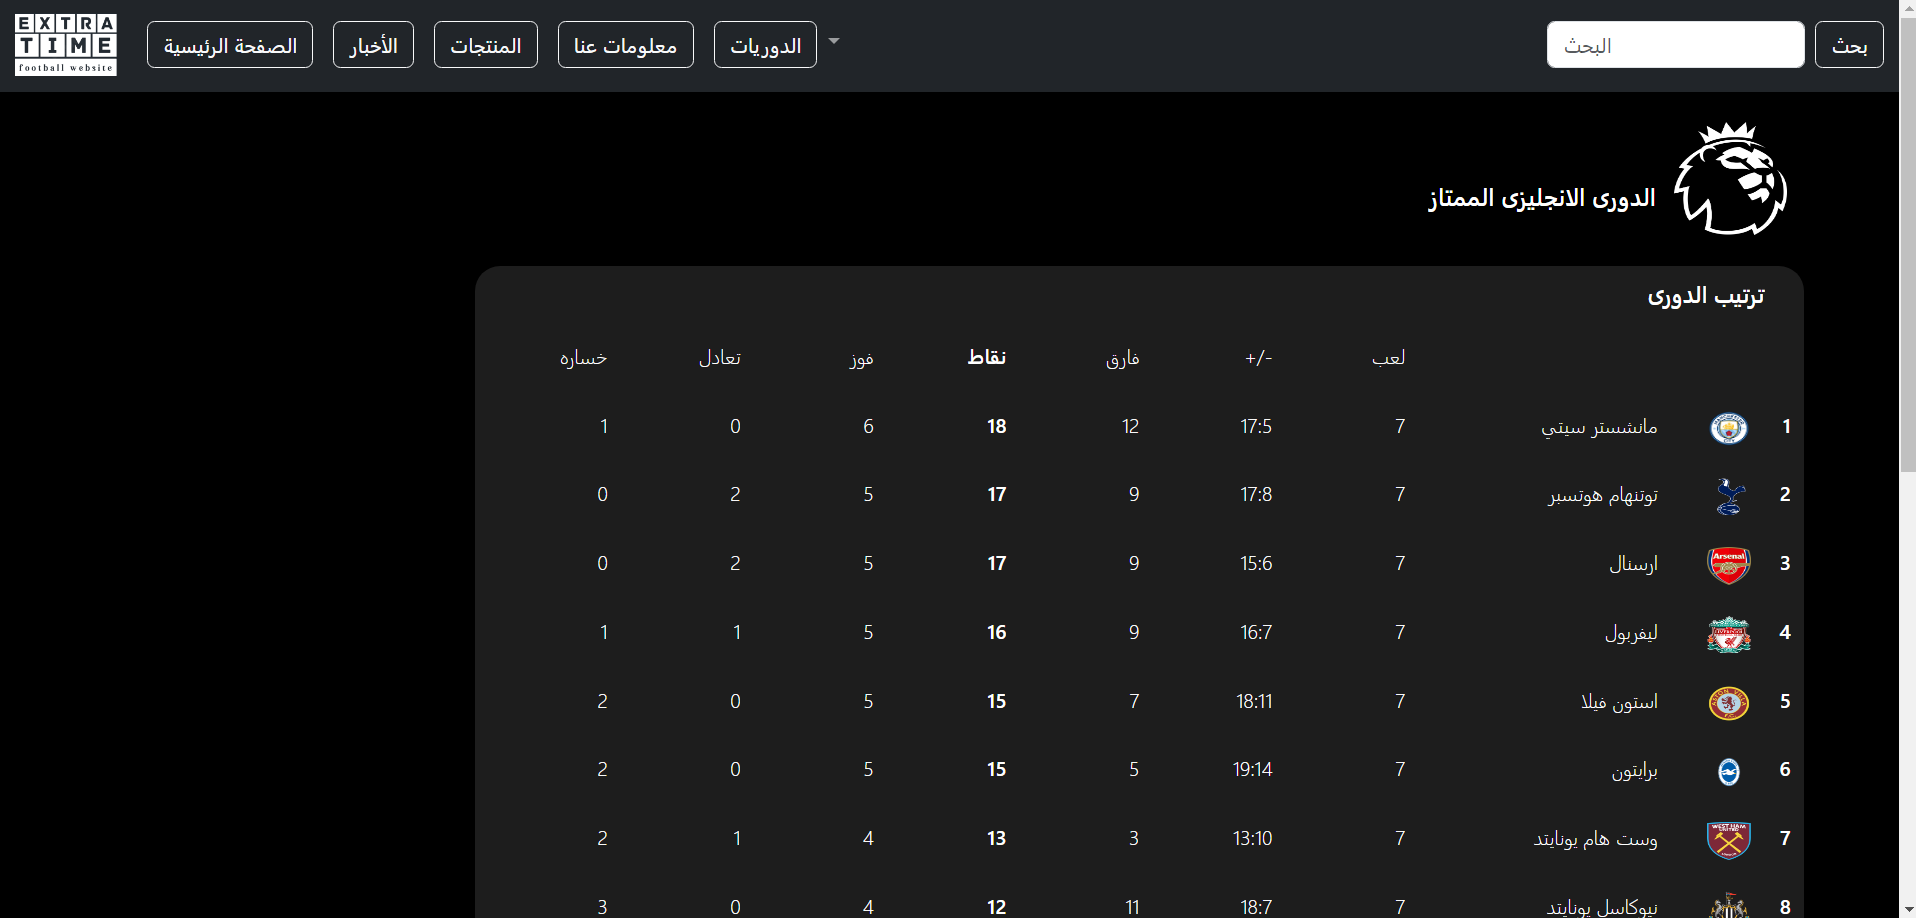 EXTRA
TIME
football website
الصفحة الرئيسية
الأخبار
المنتجات
معلومات عنا
الدوريات
البحث
بحث
الدورى الانجليزى الممتاز
ترتيب الدورى
لعب +/- فارق نقاط فوز تعادل خساره
1 مانشستر سيتي 7 17:5 12 18 6 0 1
2 توتنهام هوتسبر 7 17:8 9 17 5 2 0
3 Arsenal ارسنال 7 15:6 9 17 5 2 0
4 ليفربول 7 16:7 9 16 5 1 1
5 استون فيلا 7 18:11 7 15 5 0 2
6 برايتون 7 19:14 5 15 5 0 2
7 WEST HAM UNITED وست هام يونايتد 7 13:10 3 13 4 1 2
8 نيوكاسل يونايتد 7 18:7 11 12 4 0 3